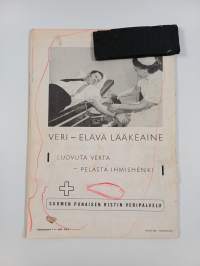 VERI – ELÄVÄ LÄÄKEAINE
LUOVUTA VERTA
– PELASTA IHMISHENKI
SUOMEN PUNAISEN RISTIN VERIPALVELU